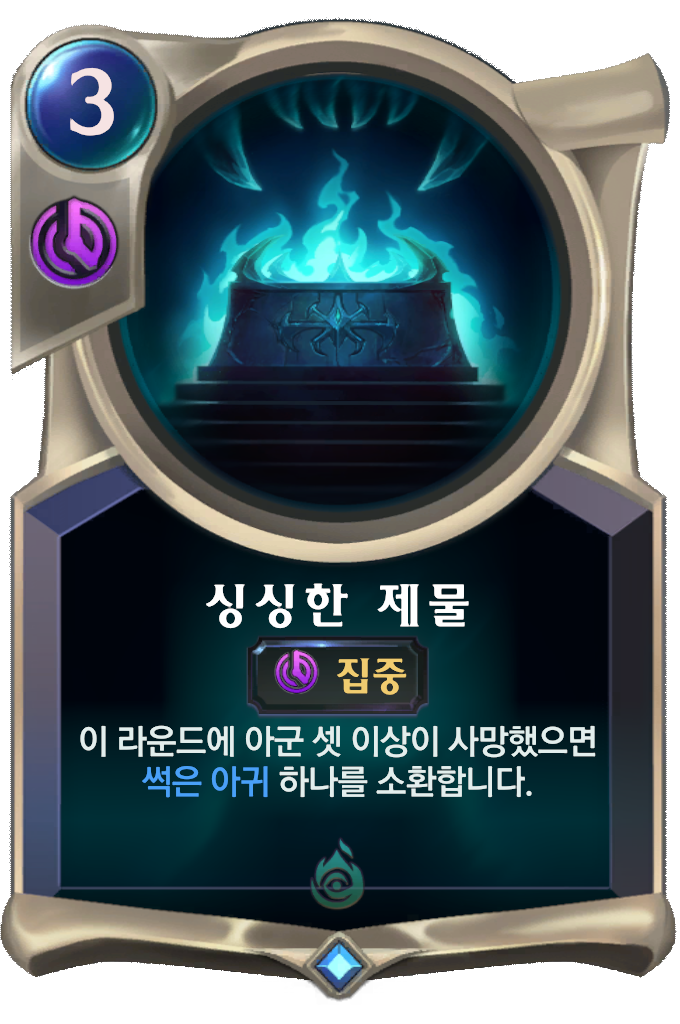 3
싱싱한 제물
집중
이 라운드에 아군 셋 이상이 사망했으면
썩은 아귀 하나를 소환합니다.